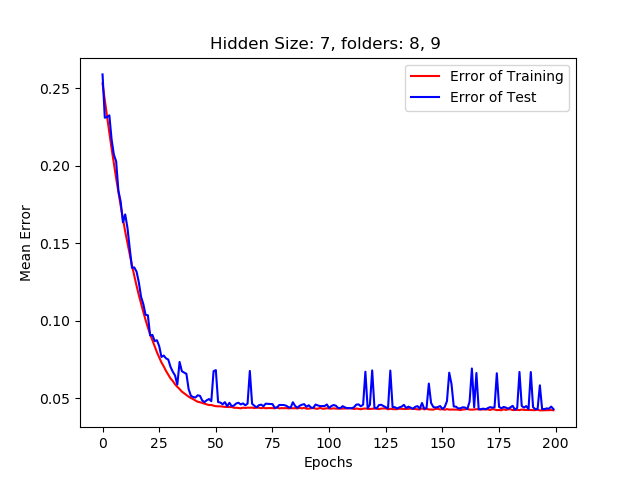 Hidden Size: 7, folders: 8, 9
Error of Training
Error of Test
0.25
0.20
0.15
0.10
0.05
Mean Error
0 25 50 75 100 125 150 175 200
Epochs